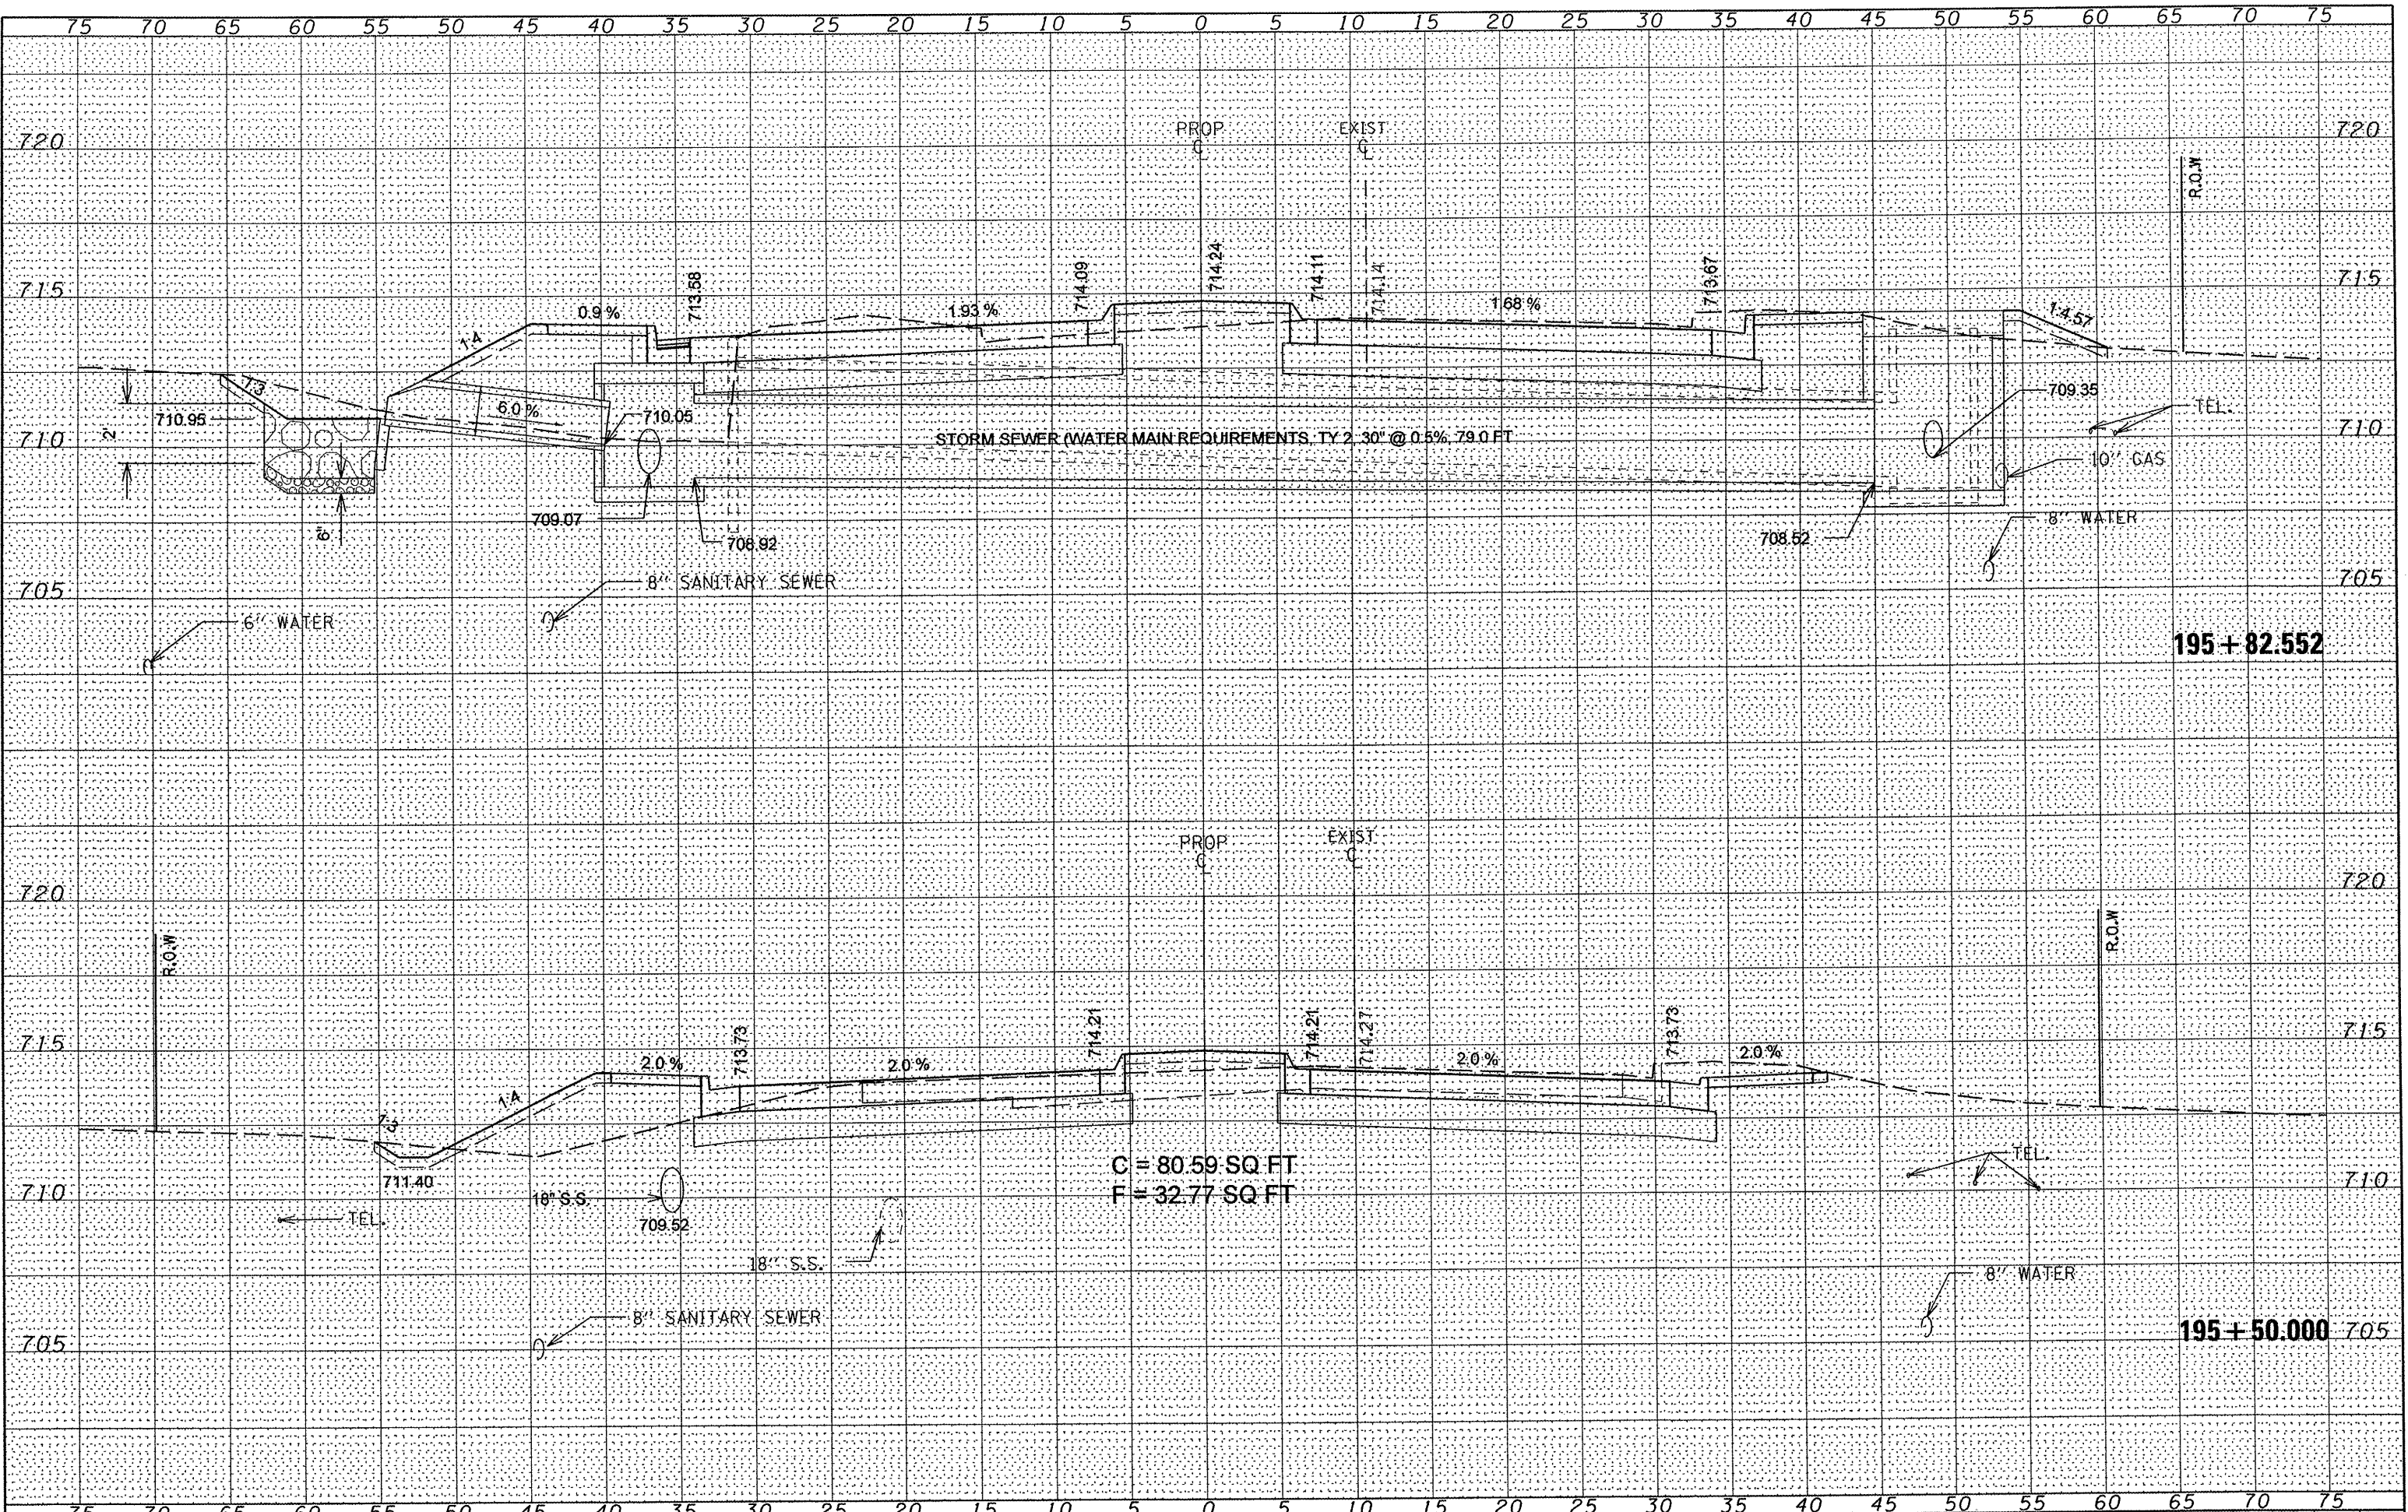 75 70 65 60 55 50 45 40 35 30 25 20 15 10 5 0 5 10 15 20 25 30 35 40 45 50 55 60 65 70 75
PROP
EXIST
720
720
℄
℄
R.O.W
714.24
713.58
714.09
714.11
714.14
713.67
715
715
0.9 %
1.93 %
1.68 %
1:4
1:4.57
1:3
709.35
6.0 %
TEL.
710.95
710.05
2'
710
STORM SEWER (WATER MAIN REQUIREMENTS, TY 2, 30" @ 0.5%, 79.0 FT
710
10" GAS
709.07
8" WATER
6"
708.92
708.52
8" SANITARY SEWER
705
705
6" WATER
195 + 82.552
PROP
EXIST
℄
℄
720
720
R.O.W
R.O.W
713.73
714.21
714.21
714.27
713.73
715
715
2.0 %
2.0 %
2.0 %
2.0 %
1:4
1:3
C = 80.59 SQ FT
TEL.
711.40
710
710
18" S.S.
F = 32.77 SQ FT
TEL.
709.52
18" S.S.
8" WATER
8" SANITARY SEWER
705
195 + 50.000
705
75 70 65 60 55 50 45 40 35 30 25 20 15 10 5 0 5 10 15 20 25 30 35 40 45 50 55 60 65 70 75